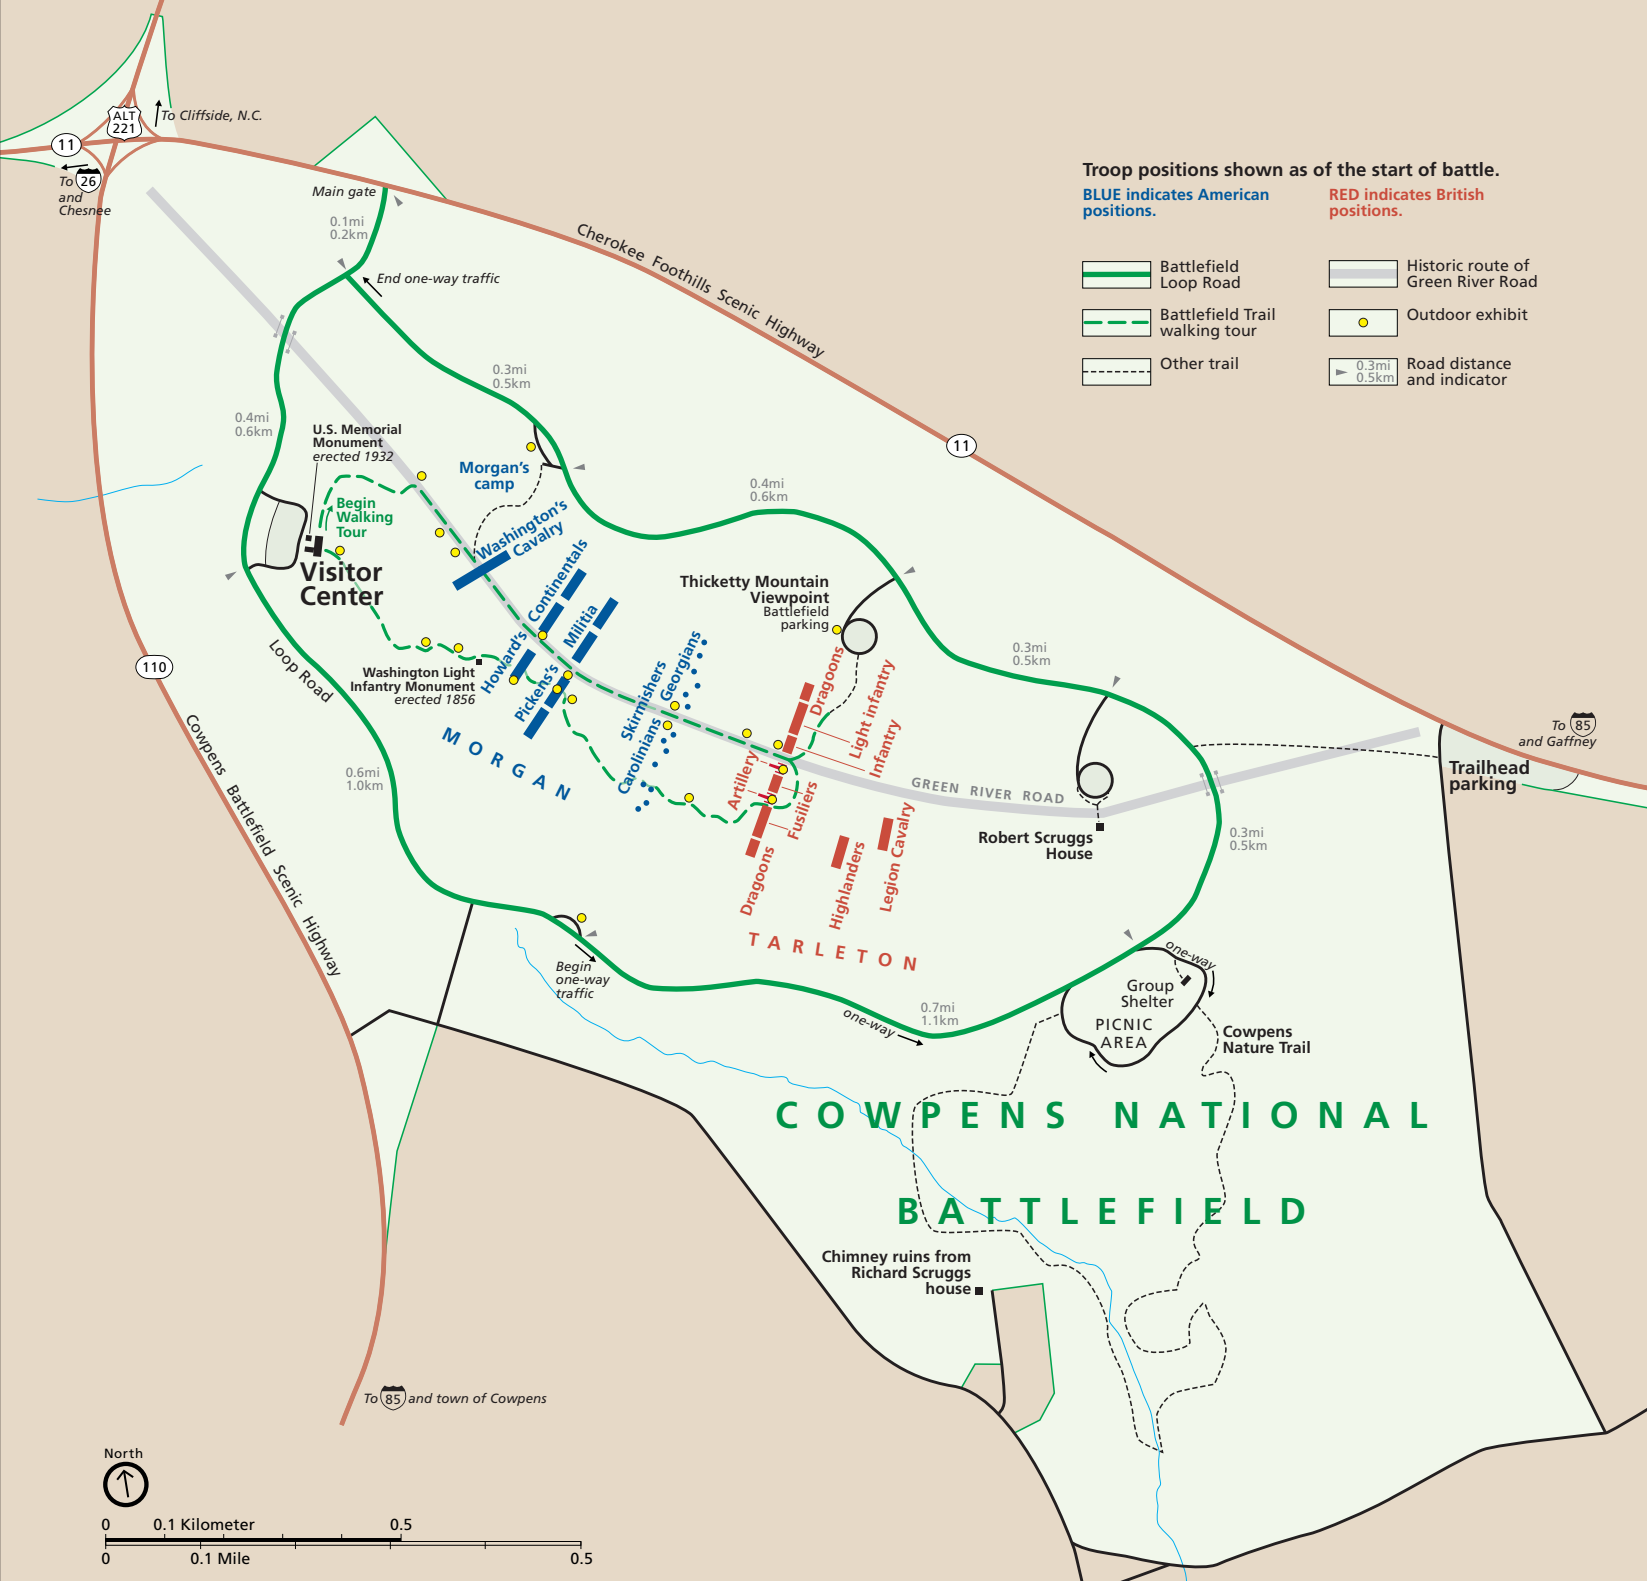 ALT
221
To Cliffside, N.C.
11
To 26
and
Chesnee
Main gate
0.1mi
0.2km
End one-way traffic
Cherokee Foothills Scenic Highway
Troop positions shown as of the start of battle.
BLUE indicates American
positions.
RED indicates British
positions.
Battlefield
Loop Road
Historic route of
Green River Road
Battlefield Trail
walking tour
Outdoor exhibit
Other trail
0.3mi
0.5km
Road distance
and indicator
0.3mi
0.5km
0.4mi
0.6km
U.S. Memorial
Monument
erected 1932
Morgan's
camp
11
0.4mi
0.6km
Begin
Walking
Tour
Visitor
Center
Washington's
Cavalry
Howard's Continentals
Pickens's Militia
Skirmishers
Carolinians Georgians
Thicketty Mountain
Viewpoint
Battlefield
parking
0.3mi
0.5km
110
Loop Road
Washington Light
Infantry Monument
erected 1856
MORGAN
Dragoons
Light infantry
Infantry
Artillery
Fusiliers
Dragoons
Highlanders
Legion Cavalry
TARLETON
GREEN RIVER ROAD
To 85
and Gaffney
Trailhead
parking
0.6mi
1.0km
Robert Scruggs
House
0.3mi
0.5km
Cowpens Battlefield Scenic Highway
Begin
one-way
traffic
0.7mi
1.1km
one-way
one-way
Group
Shelter
PICNIC
AREA
Cowpens
Nature Trail
COWPENS NATIONAL
BATTLEFIELD
Chimney ruins from
Richard Scruggs
house
To 85 and town of Cowpens
North
0 0.1 Kilometer 0.5
0 0.1 Mile 0.5